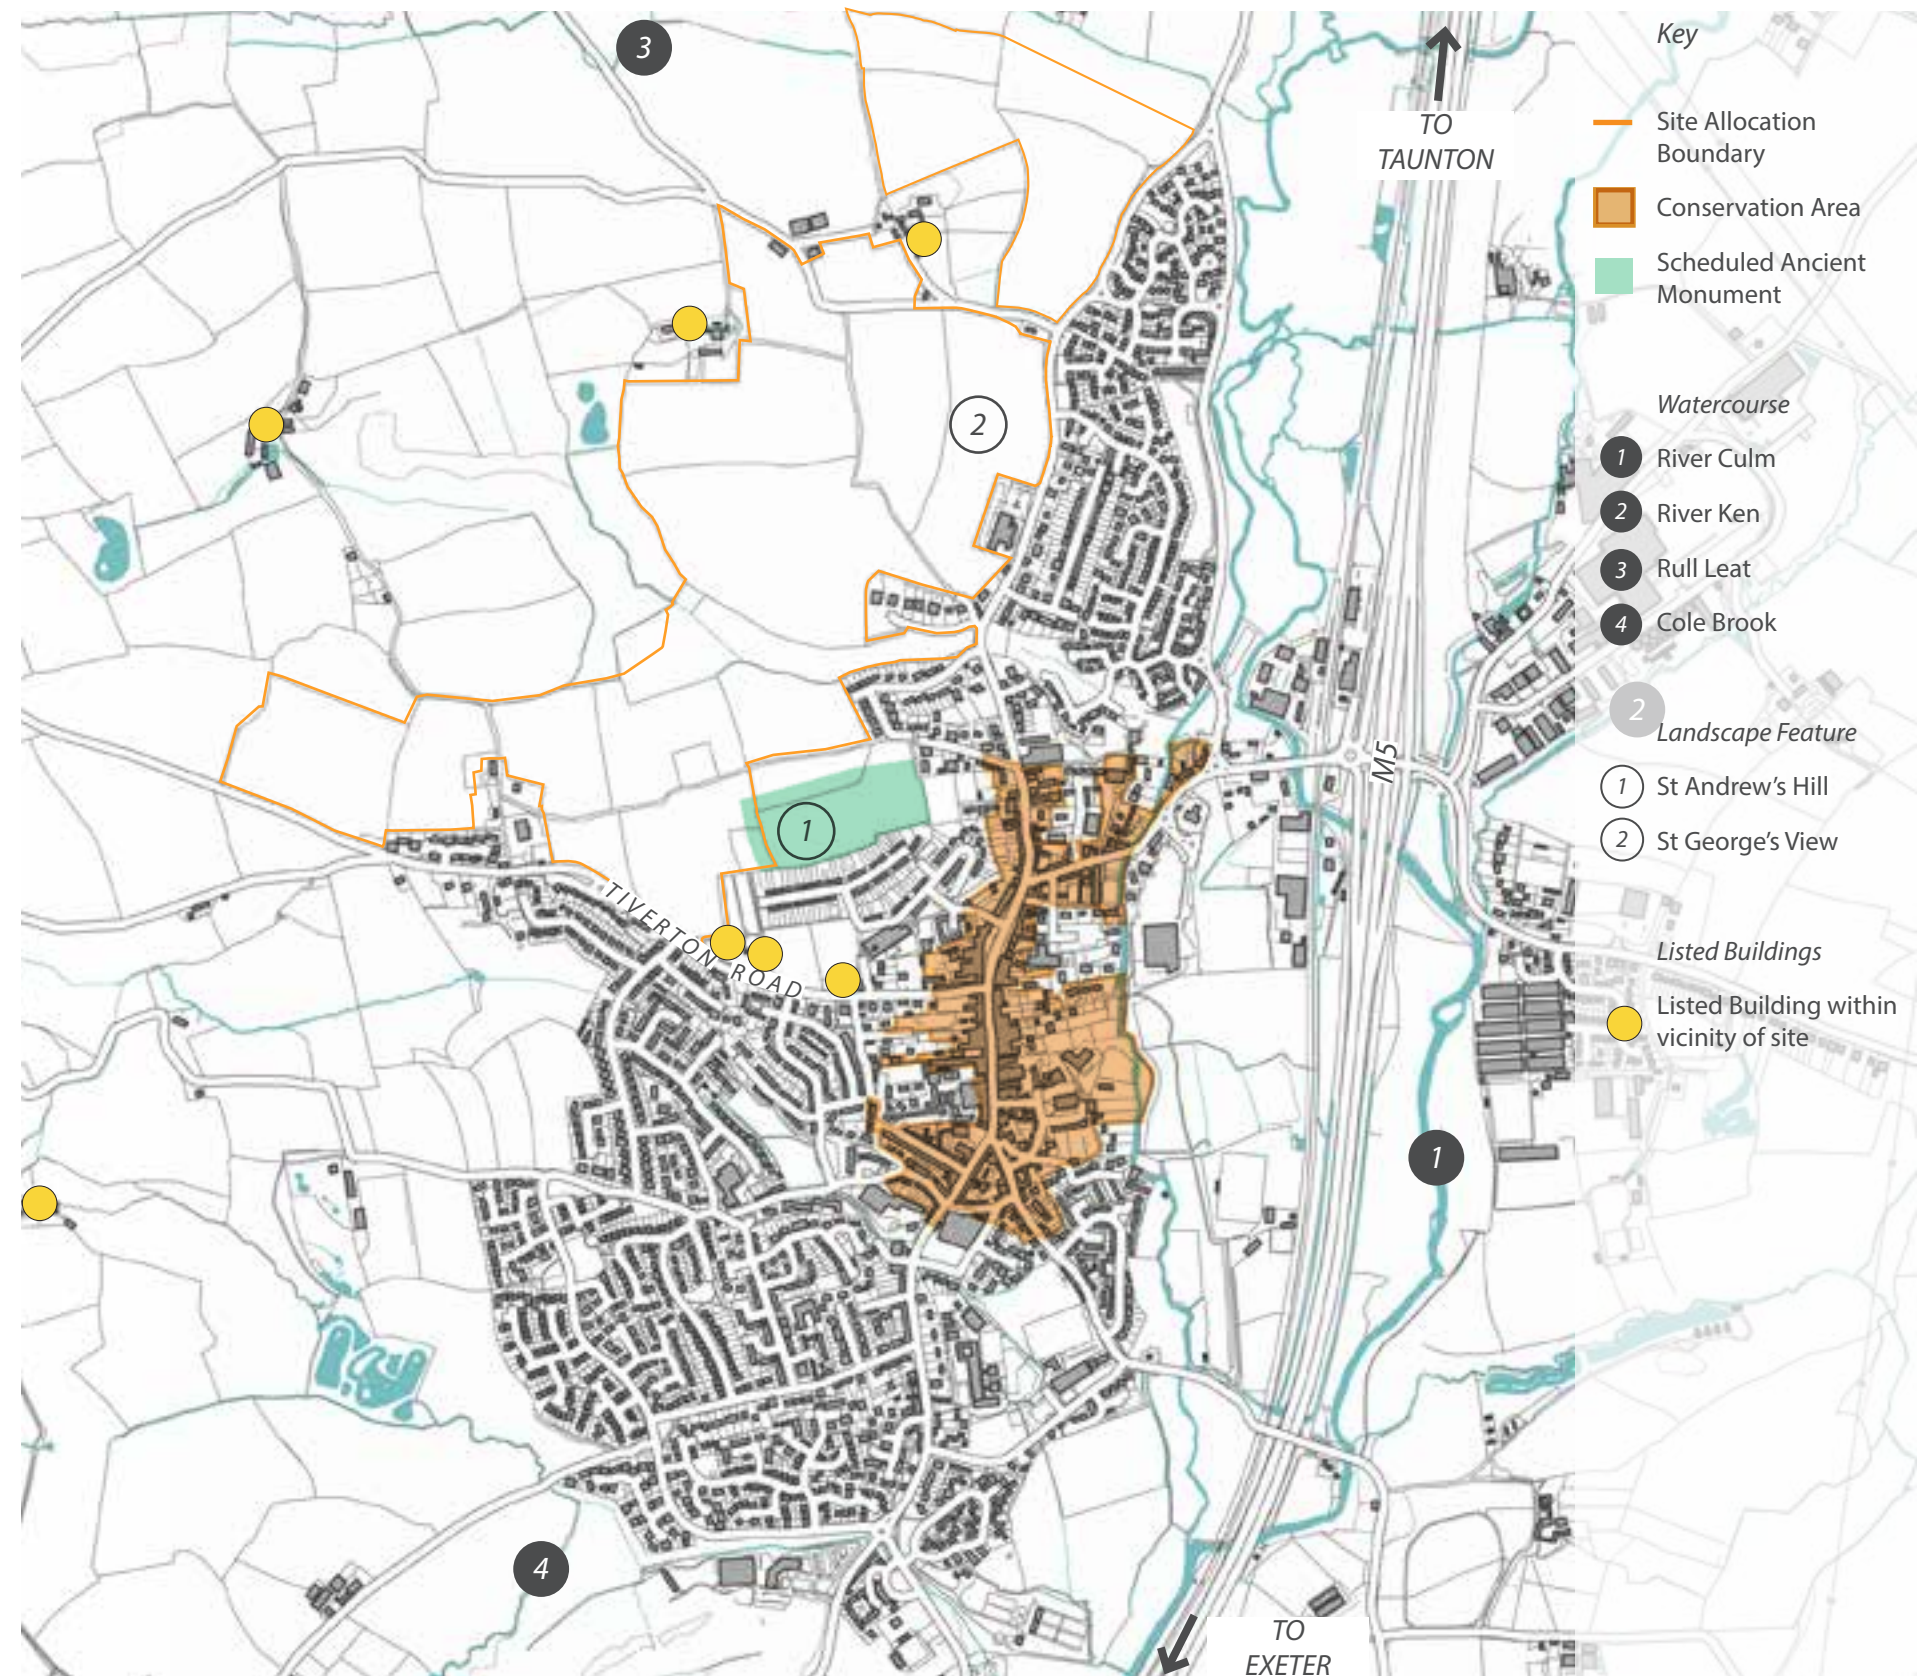 3
TO
TAUNTON
2
1
TIVERTON ROAD
M5
1
4
TO
EXETER
Key
Site Allocation
Boundary
Conservation Area
Scheduled Ancient
Monument
Watercourse
1 River Culm
2 River Ken
3 Rull Leat
4 Cole Brook
2
Landscape Feature
1 St Andrew's Hill
2 St George's View
Listed Buildings
Listed Building within
vicinity of site